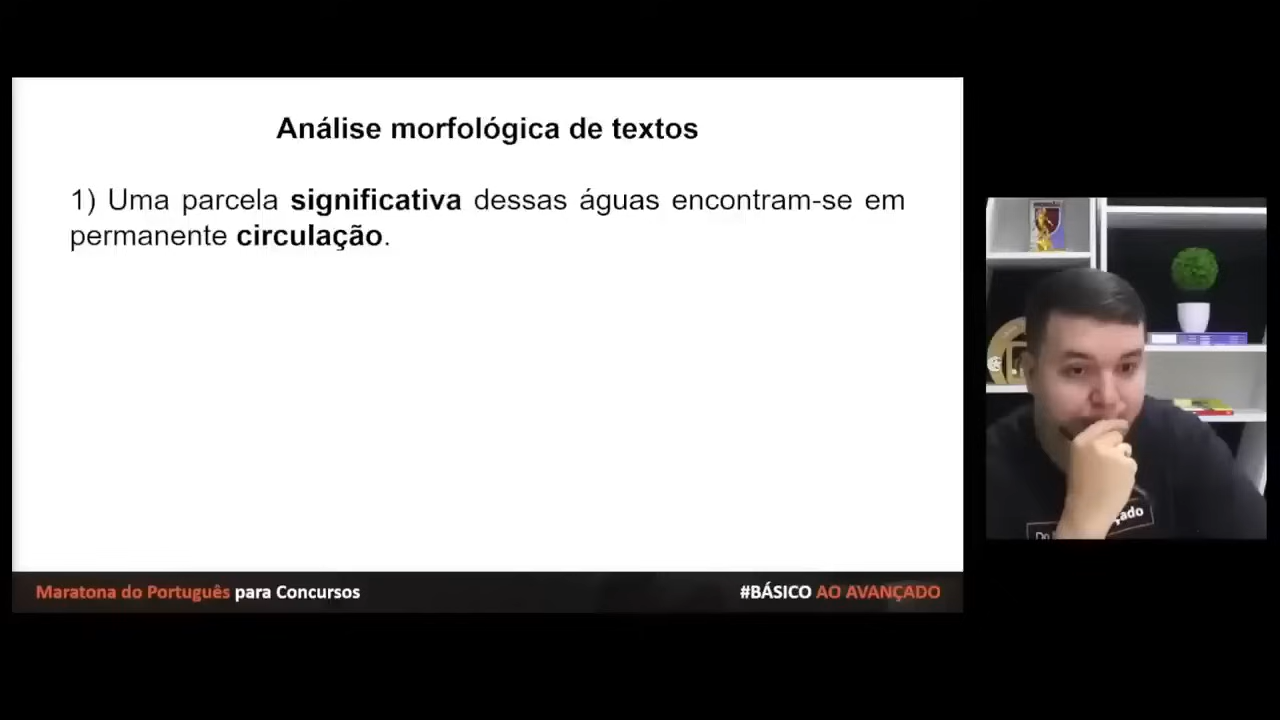 Análise morfológica de textos
1) Uma parcela significativa dessas águas encontram-se em
permanente circulação.
Maratona do Português para Concursos
#BÁSICO AO AVANÇADO